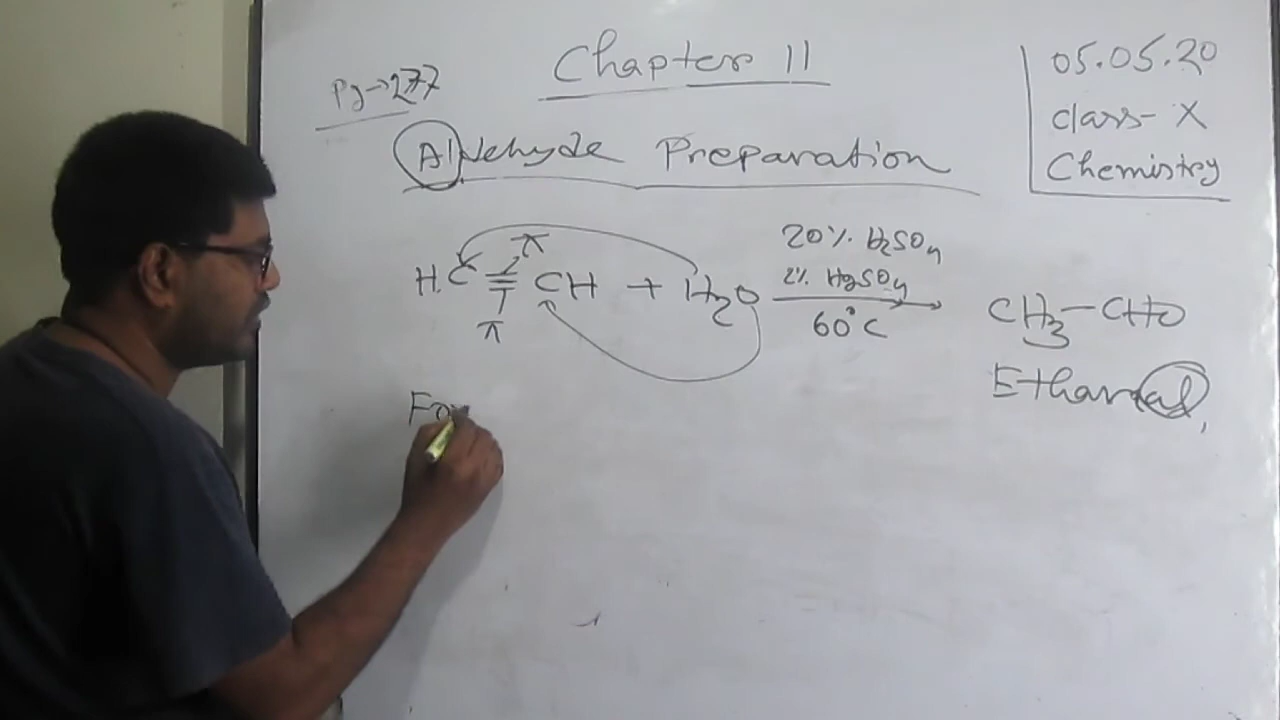 Chapter 11
Pg→277
05.05.20
Class- X
Chemistry
Aldehyde Preparation
π
H.C≡CH + H₂O
π
20% H₂SO₄
2% HgSO₄
60°C
CH₃-CHO
Ethanal,
For